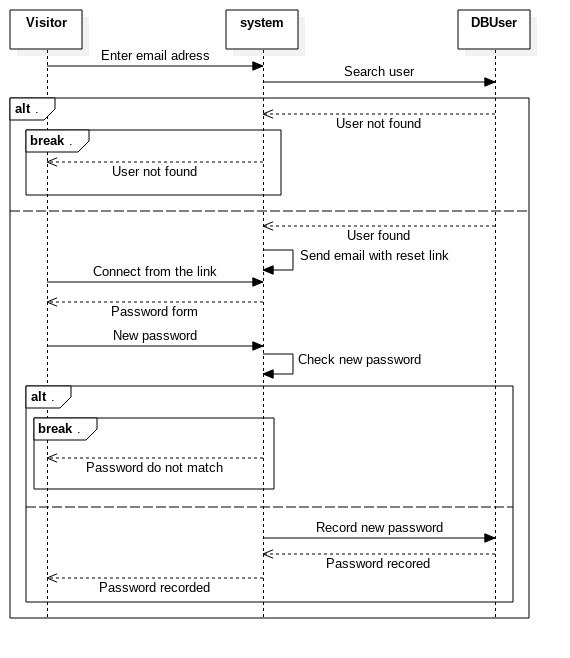 Visitor
system
DBUser
Enter email adress
Search user
alt .
User not found
break .
User not found
User found
Send email with reset link
Connect from the link
Password form
New password
Check new password
alt .
break .
Password do not match
Record new password
Password recored
Password recorded